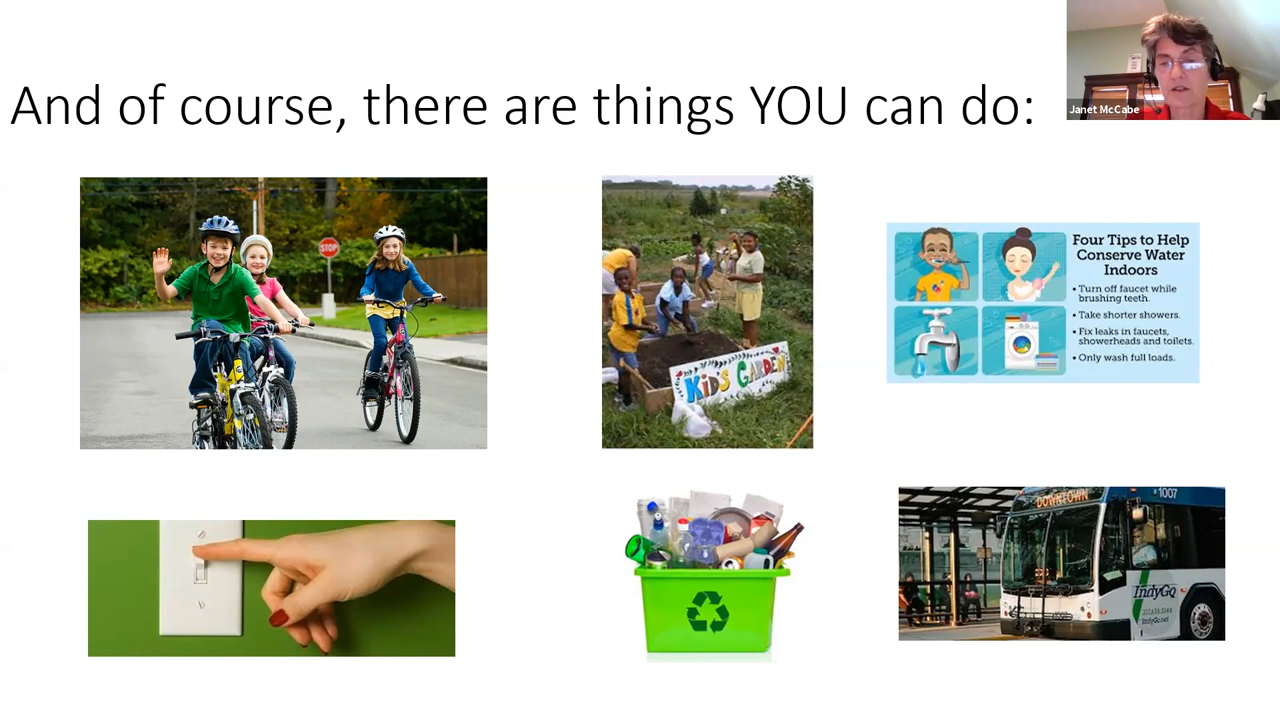 And of course, there are things YOU can do:
Janet McCabe
STOP
KiDS GARDEN
Four Tips to Help
Conserve Water
Indoors
• Turn off faucet while
brushing teeth.
• Take shorter showers.
• Fix leaks in faucets,
showerheads and toilets.
• Only wash full loads.
DOWNTOWN
1007
IndyGo
IndyGo.net